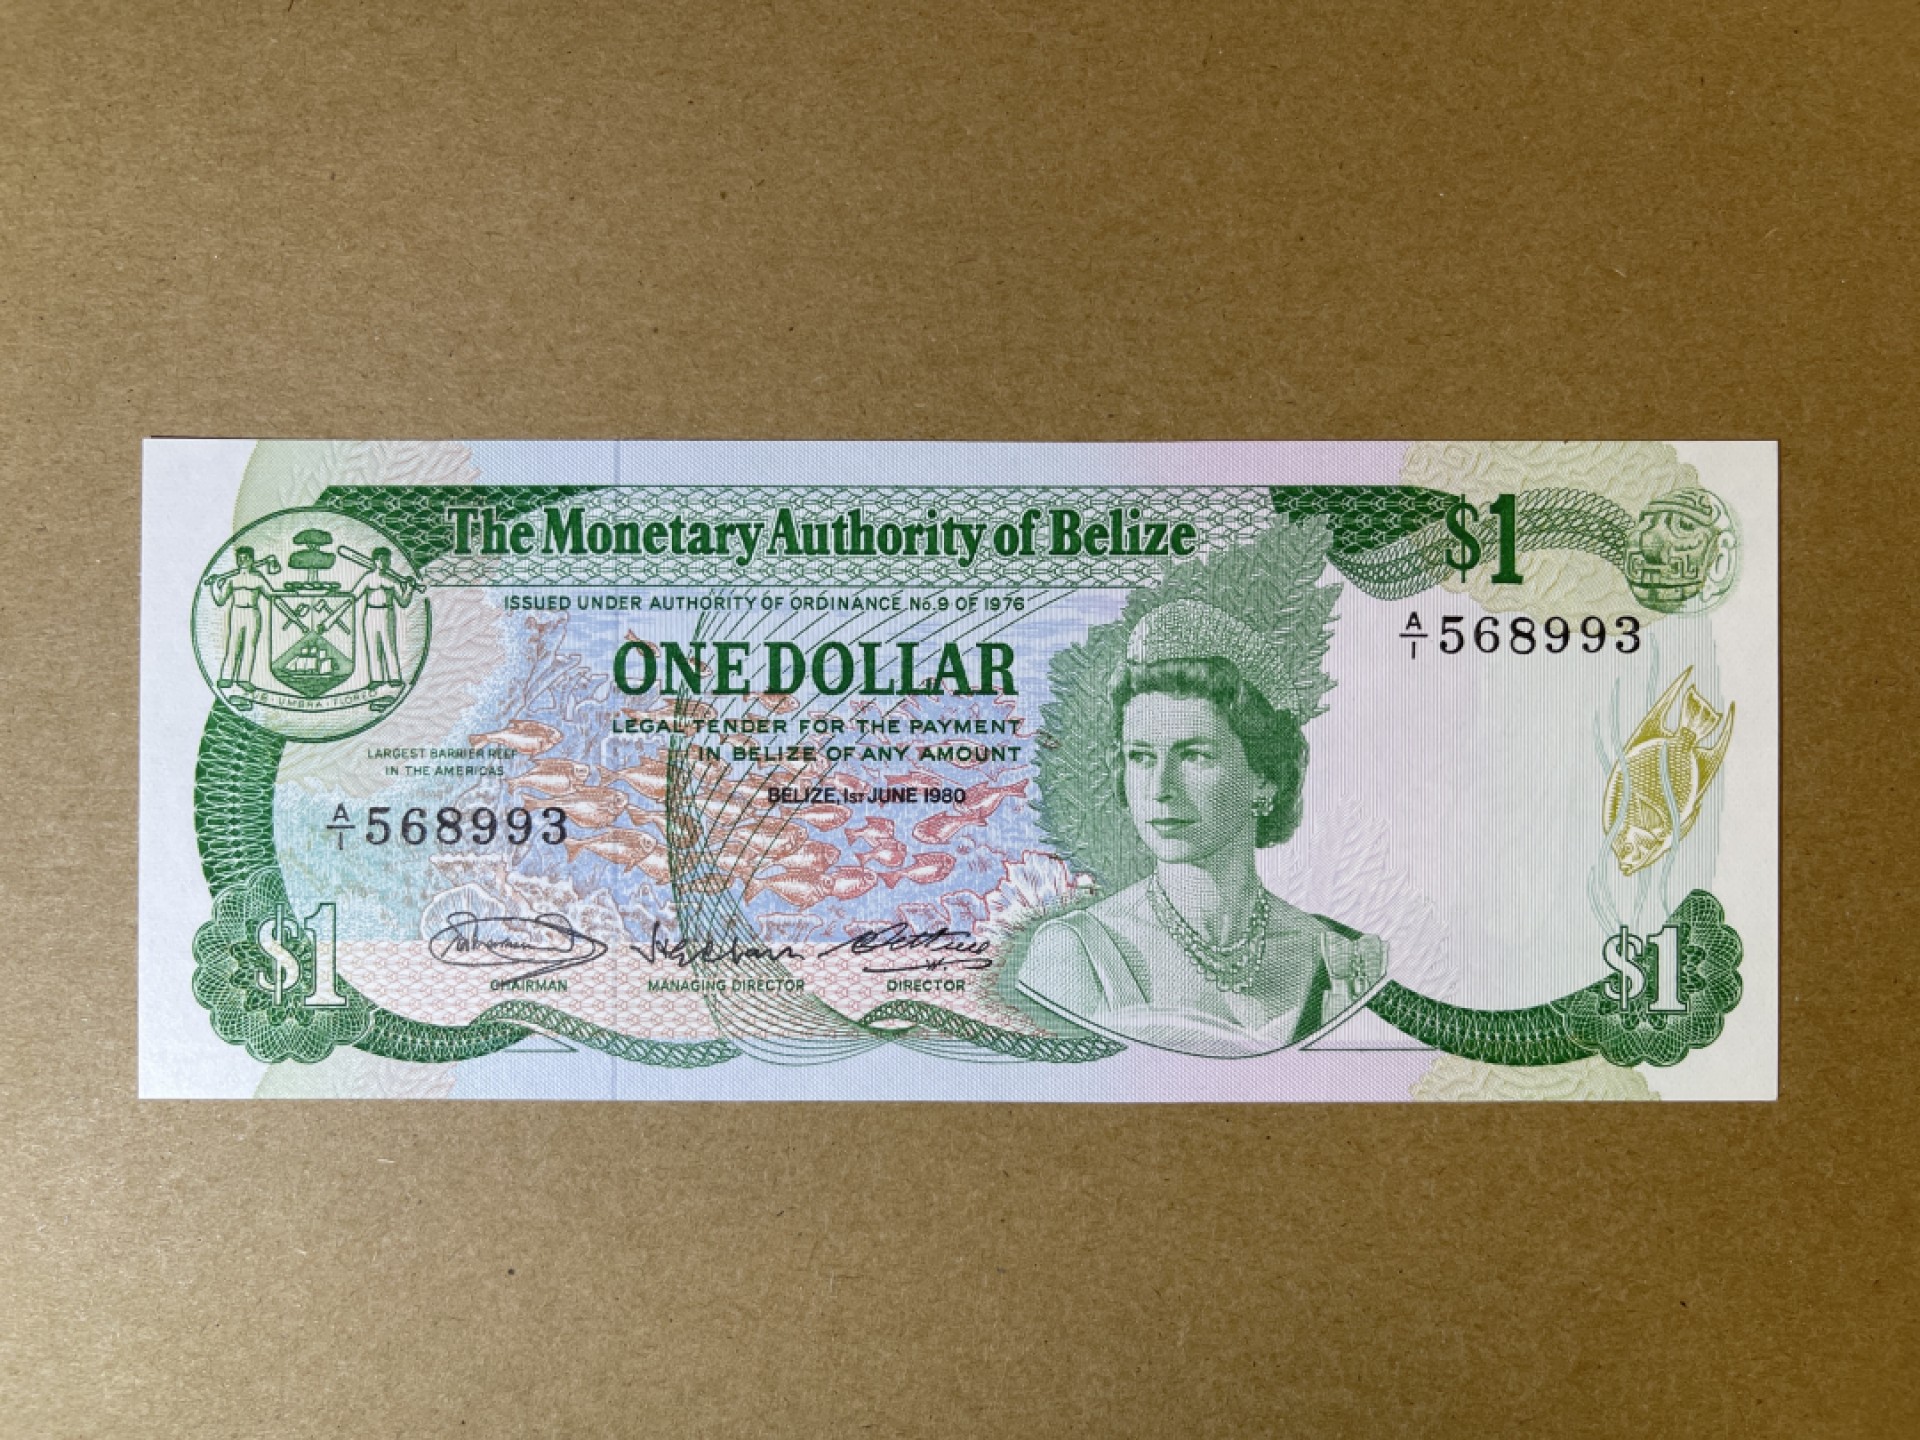 The Monetary Authority of Belize
$1
ISSUED UNDER AUTHORITY OF ORDINANCE No.9 OF 1976
A/1 568993
ONE DOLLAR
UMBRA · FLORE
LEGAL TENDER FOR THE PAYMENT
IN BELIZE OF ANY AMOUNT
LARGEST BARRIER REEF
IN THE AMERICAS
BELIZE, 1ST JUNE 1980
A/1 568993
$1
CHAIRMAN
MANAGING DIRECTOR
DIRECTOR
$1